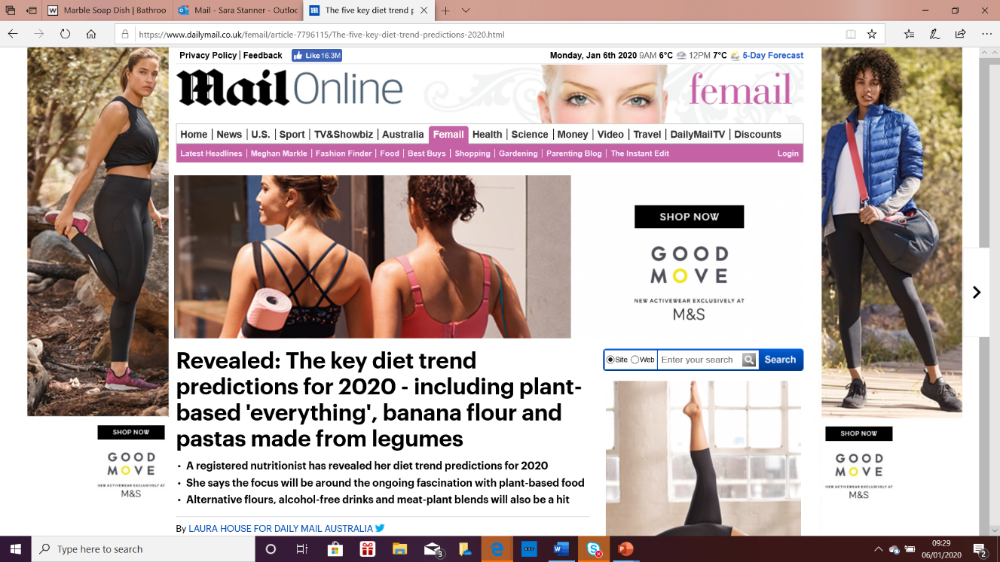 Marble Soap Dish | Bathroo
Mail - Sara Stanner - Outloo
The five key diet trend p
https://www.dailymail.co.uk/femail/article-7796115/The-five-key-diet-trend-predictions-2020.html
Privacy Policy | Feedback
Like 16.3M
Monday, Jan 6th 2020 9AM 6°C 12PM 7°C 5-Day Forecast
Mail Online
femail
Home | News | U.S. | Sport | TV&Showbiz | Australia | Femail | Health | Science | Money | Video | Travel | DailyMailTV | Discounts
Latest Headlines | Meghan Markle | Fashion Finder | Food | Best Buys | Shopping | Gardening | Parenting Blog | The Instant Edit
Login
SHOP NOW
GOOD
MOVE
NEW ACTIVEWEAR EXCLUSIVELY AT
M&S
Revealed: The key diet trend
predictions for 2020 - including plant-
based 'everything', banana flour and
pastas made from legumes
Site Web Enter your search Search
• A registered nutritionist has revealed her diet trend predictions for 2020
• She says the focus will be around the ongoing fascination with plant-based food
• Alternative flours, alcohol-free drinks and meat-plant blends will also be a hit
By LAURA HOUSE FOR DAILY MAIL AUSTRALIA
SHOP NOW
GOOD
MOVE
NEW ACTIVEWEAR EXCLUSIVELY AT
M&S
SHOP NOW
GOOD
MOVE
NEW ACTIVEWEAR EXCLUSIVELY AT
M&S
Type here to search
3
09:29
06/01/2020
2